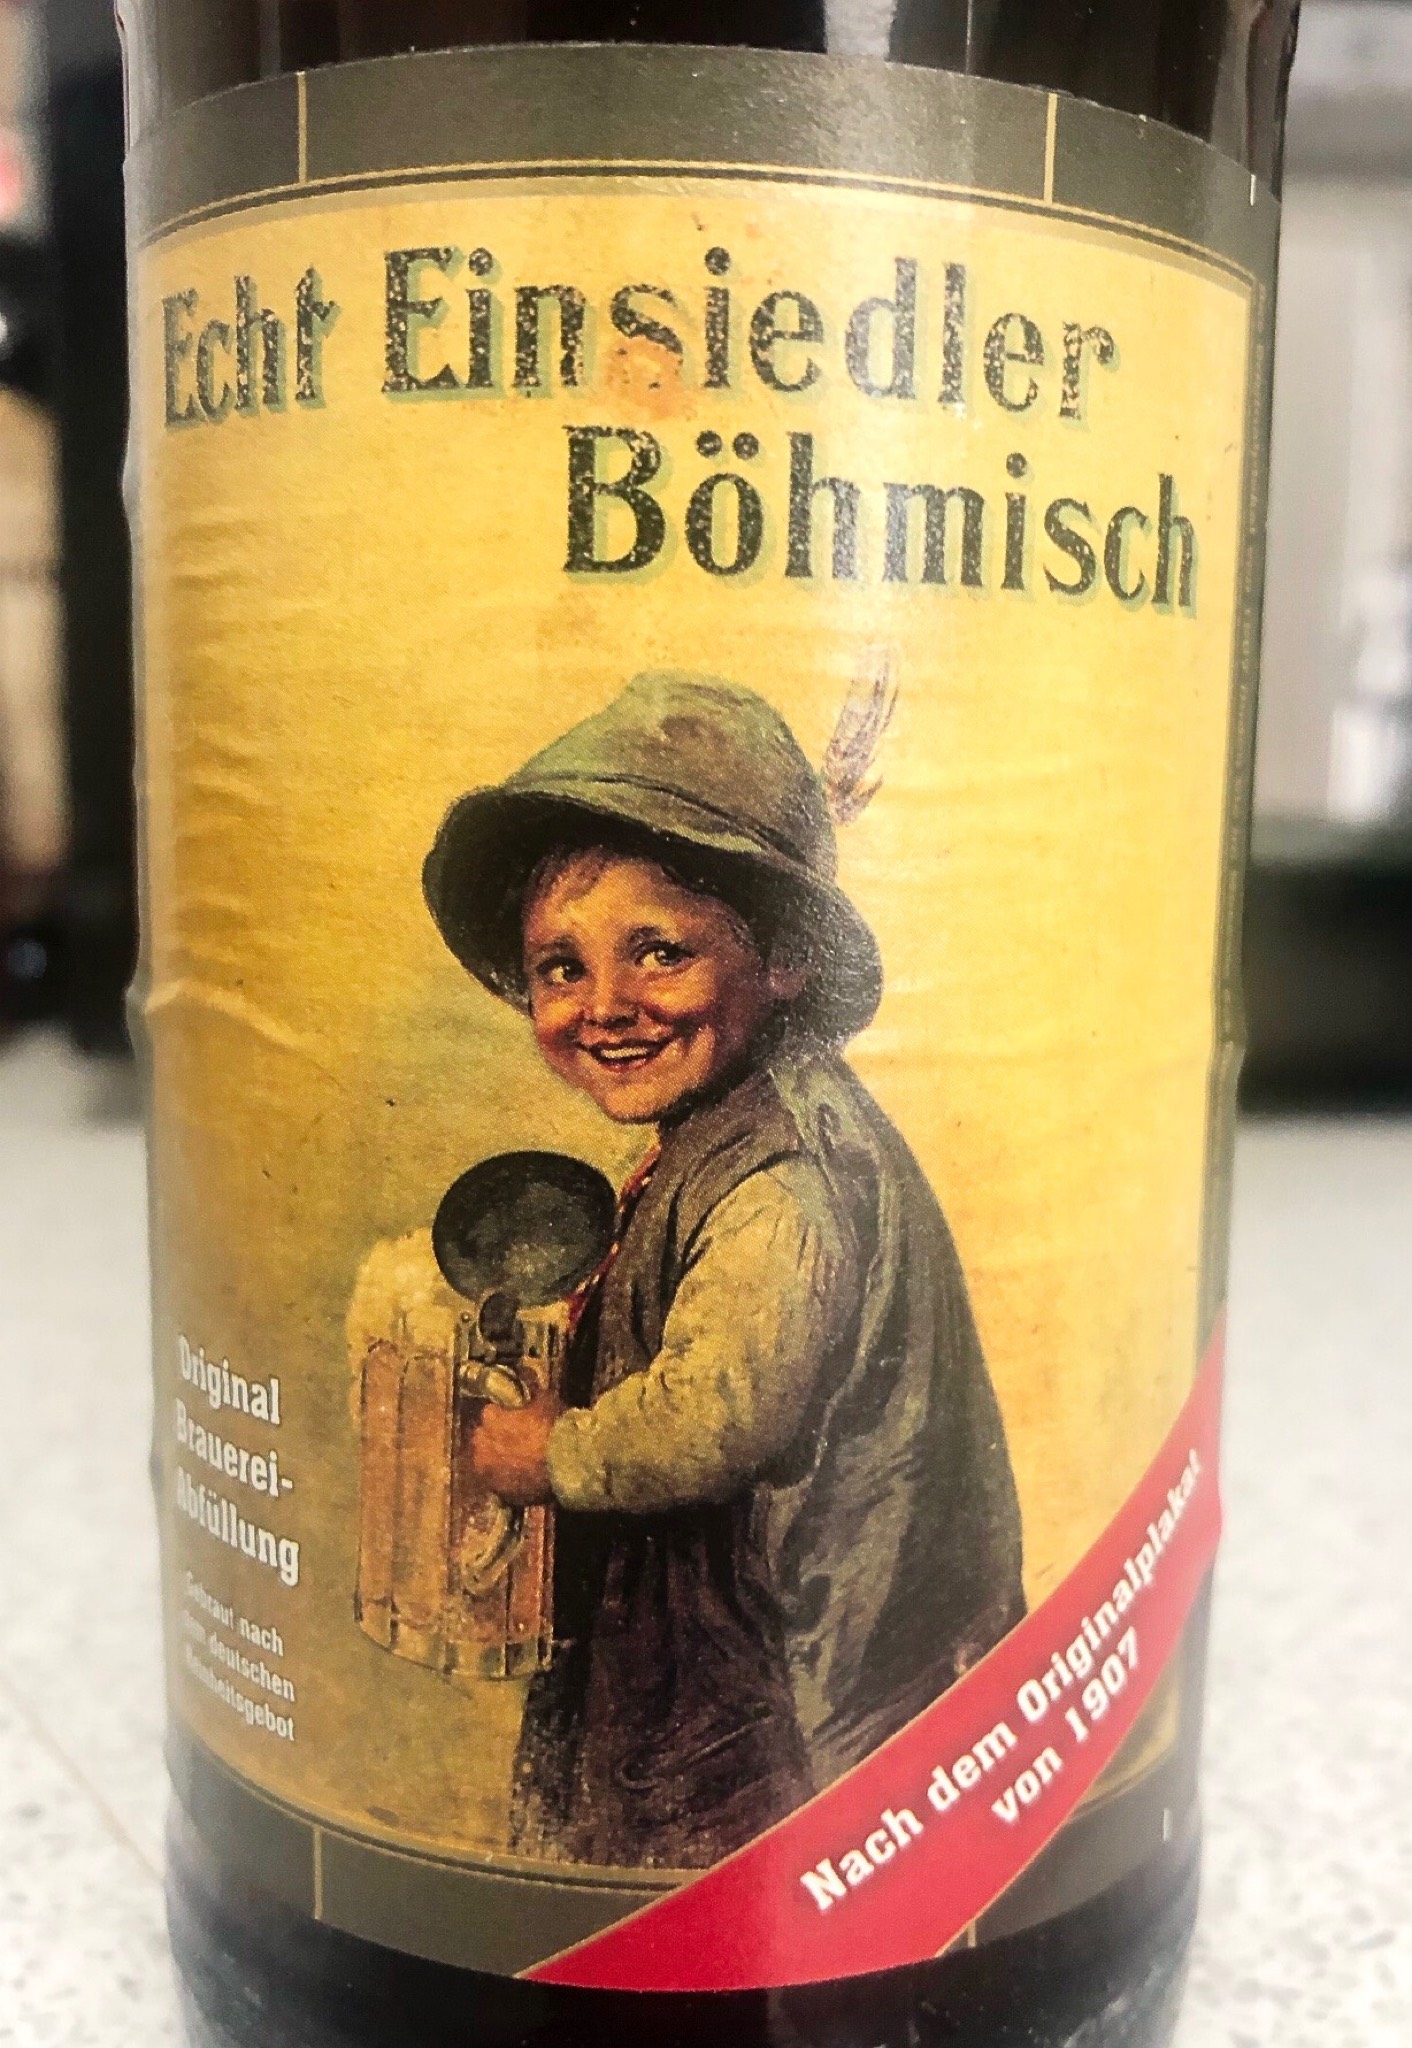 Echt Einsiedler
Böhmisch
Original
Brauerei-
Abfüllung
Gebraut nach
dem deutschen
Reinheitsgebot
Nach dem Originalplakat
von 1907